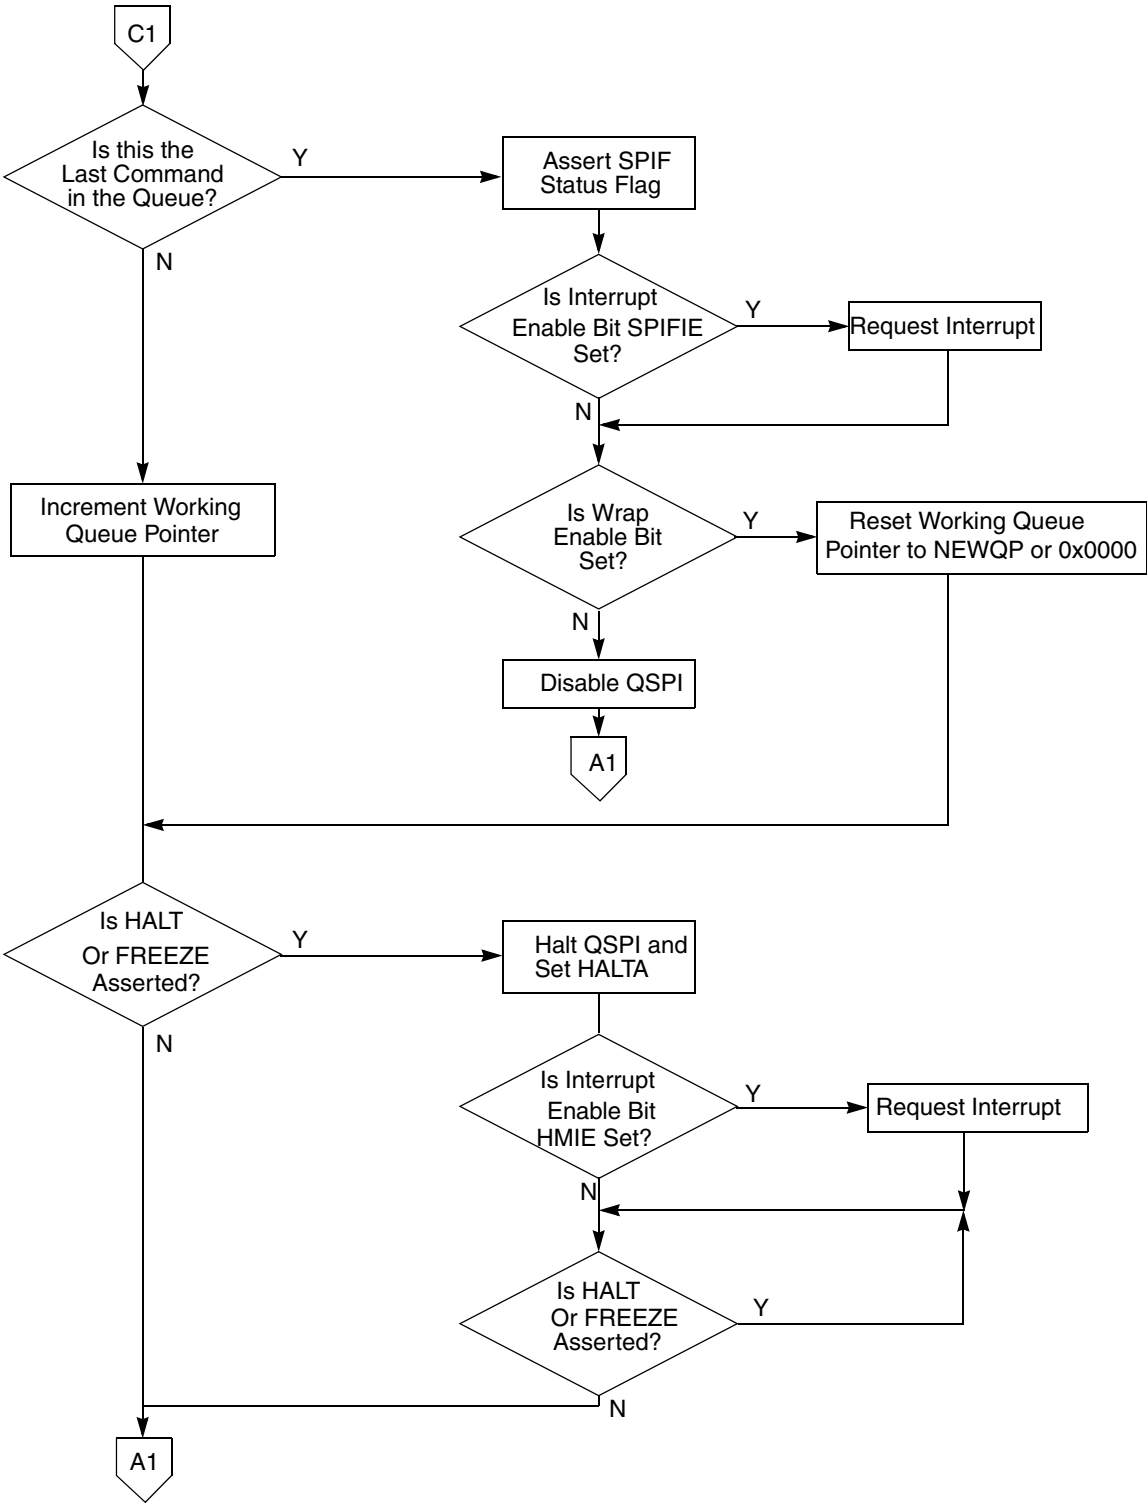 C1
Is this the
Last Command
in the Queue?
Y
N
Assert SPIF
Status Flag
Is Interrupt
Enable Bit SPIFIE
Set?
Y
Request Interrupt
N
Increment Working
Queue Pointer
Is Wrap
Enable Bit
Set?
Y
Reset Working Queue
Pointer to NEWQP or 0x0000
N
Disable QSPI
A1
Is HALT
Or FREEZE
Asserted?
Y
N
Halt QSPI and
Set HALTA
Is Interrupt
Enable Bit
HMIE Set?
Y
Request Interrupt
N
Is HALT
Or FREEZE
Asserted?
Y
N
A1